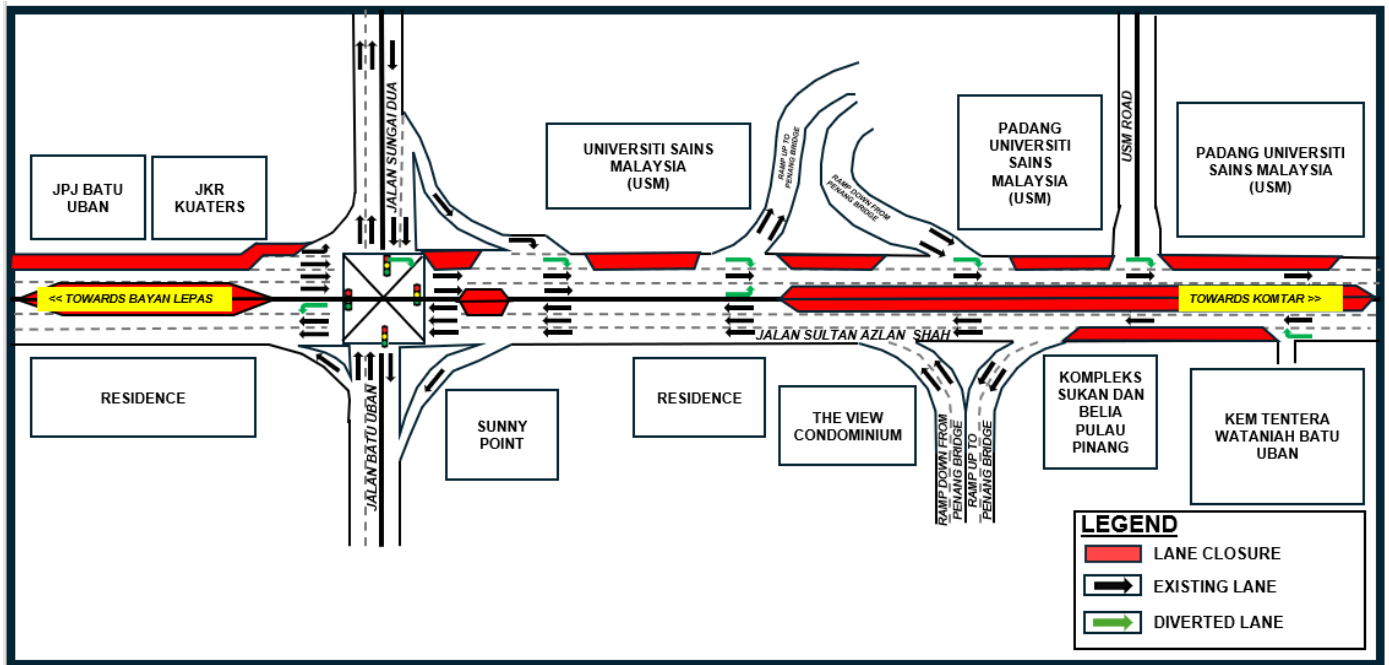 JALAN SUNGAI DUA
USM ROAD
JPJ BATU
UBAN
JKR
KUATERS
UNIVERSITI SAINS
MALAYSIA
(USM)
RAMP UP TO
PENANG BRIDGE
RAMP DOWN FROM
PENANG BRIDGE
PADANG
UNIVERSITI
SAINS
MALAYSIA
(USM)
PADANG UNIVERSITI
SAINS MALAYSIA
(USM)
<< TOWARDS BAYAN LEPAS
TOWARDS KOMTAR >>
JALAN SULTAN AZLAN SHAH
RESIDENCE
JALAN BATU UBAN
SUNNY
POINT
RESIDENCE
THE VIEW
CONDOMINIUM
RAMP DOWN FROM
PENANG BRIDGE
RAMP UP TO
PENANG BRIDGE
KOMPLEKS
SUKAN DAN
BELIA
PULAU
PINANG
KEM TENTERA
WATANIAH BATU
UBAN
LEGEND
LANE CLOSURE
EXISTING LANE
DIVERTED LANE